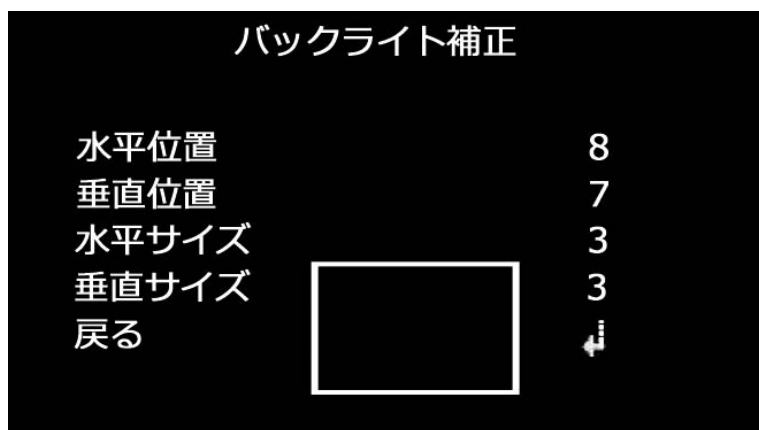 バックライト補正
水平位置 8
垂直位置 7
水平サイズ 3
垂直サイズ 3
戻る ↲